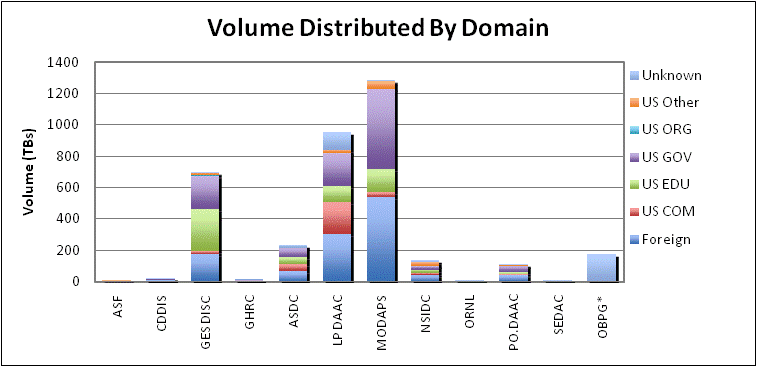 Volume Distributed By Domain
Volume (TBs)
1400
1200
1000
800
600
400
200
0
ASF
CDDIS
GES DISC
GHRC
ASDC
LP DAAC
MODAPS
NSIDC
ORNL
PO.DAAC
SEDAC
OBPG*
Unknown
US Other
US ORG
US GOV
US EDU
US COM
Foreign